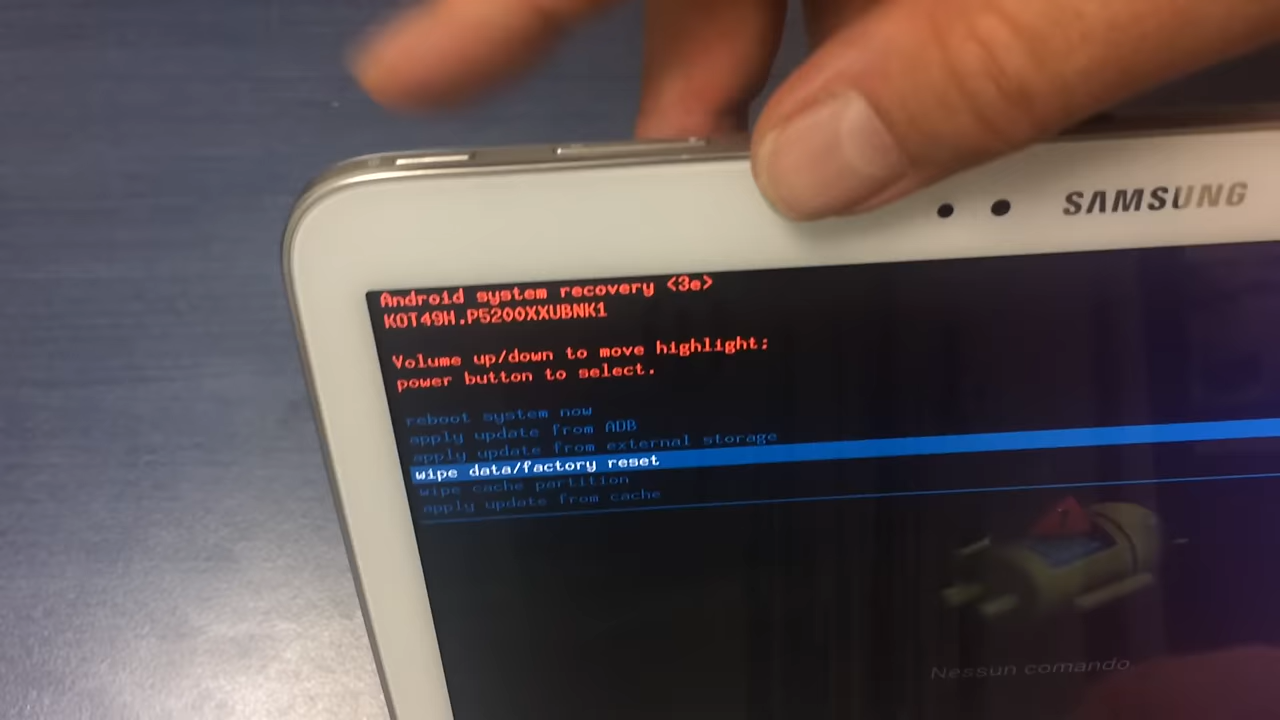 SAMSUNG
Android system recovery <3e>
KOT49H.P5200XXUBNK1
Volume up/down to move highlight;
power button to select.
reboot system now
apply update from ADB
apply update from external storage
wipe data/factory reset
wipe cache partition
apply update from cache
Nessun comando.